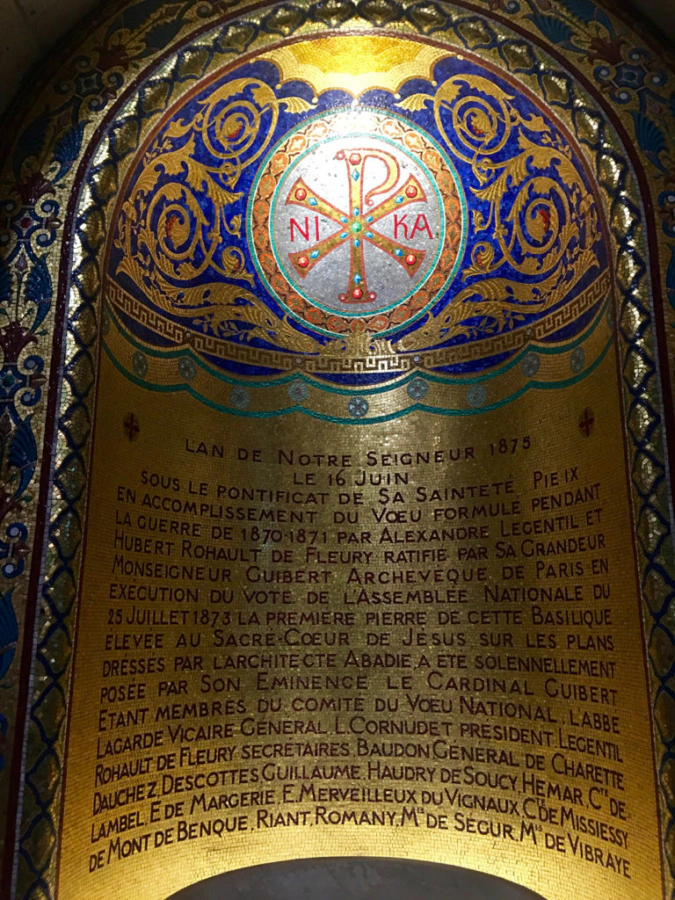 NI KA
L'AN DE NOTRE SEIGNEUR 1875
LE 16 JUIN
SOUS LE PONTIFICAT DE SA SAINTETÉ PIE IX
EN ACCOMPLISSEMENT DU VŒU FORMULÉ PENDANT
LA GUERRE DE 1870-1871 PAR ALEXANDRE LEGENTIL ET
HUBERT ROHAULT DE FLEURY RATIFIÉ PAR SA GRANDEUR
MONSEIGNEUR GUIBERT ARCHEVÊQUE DE PARIS EN
EXÉCUTION DU VOTE DE L'ASSEMBLÉE NATIONALE DU
25 JUILLET 1873 LA PREMIÈRE PIERRE DE CETTE BASILIQUE
ÉLEVÉE AU SACRÉ-CŒUR DE JÉSUS SUR LES PLANS
DRESSÉS PAR L'ARCHITECTE ABADIE, A ÉTÉ SOLENNELLEMENT
POSÉE PAR SON EMINENCE LE CARDINAL GUIBERT
ÉTANT MEMBRES DU COMITÉ DU VŒU NATIONAL, L'ABBÉ
LAGARDE VICAIRE GÉNÉRAL, L. CORNUDET PRÉSIDENT, LEGENTIL
ROHAULT DE FLEURY SECRÉTAIRES, BAUDON GÉNÉRAL DE CHARETTE
DAUCHEZ, DESCOTTES GUILLAUME, HAUDRY DE SOUCY, HÉMAR, CTE DE
LAMBEL, E. DE MARGERIE, E. MERVEILLEUX DU VIGNAUX, CTE DE MISSIESSY
DE MONT DE BENQUE, RIANT, ROMANY, MIS DE SÉGUR, MIS DE VIBRAYE